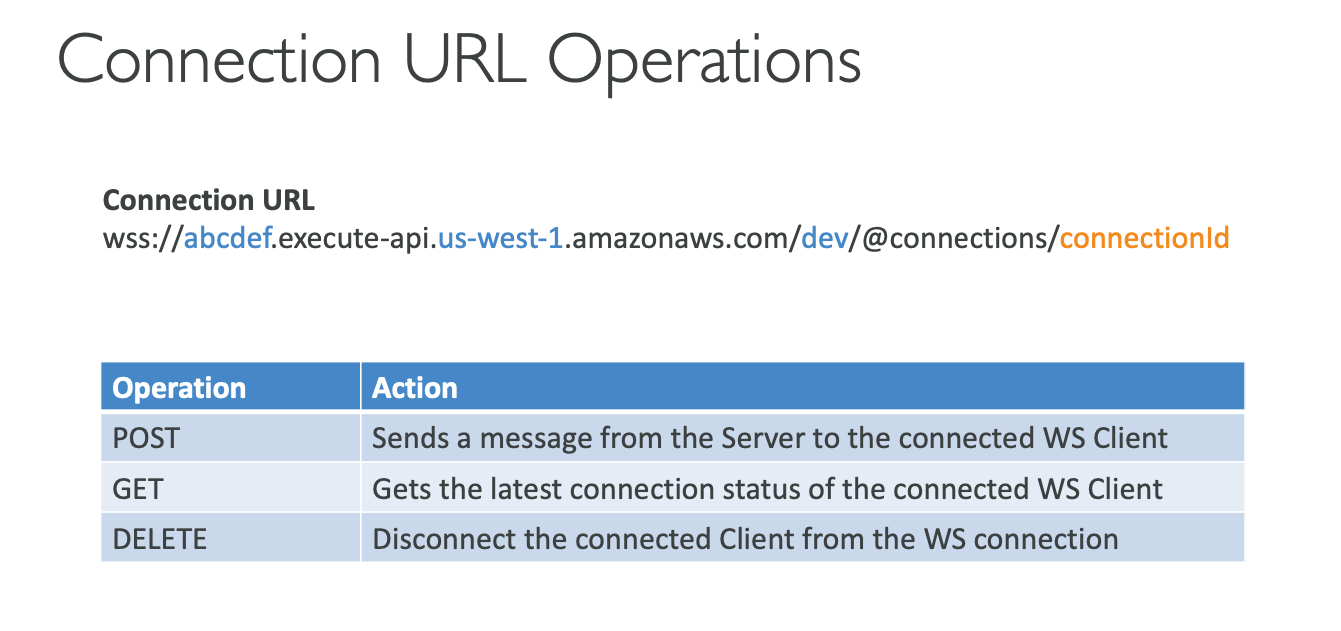 Connection URL Operations
Connection URL
wss://abcdef.execute-api.us-west-1.amazonaws.com/dev/@connections/connectionId
Operation Action
POST Sends a message from the Server to the connected WS Client
GET Gets the latest connection status of the connected WS Client
DELETE Disconnect the connected Client from the WS connection